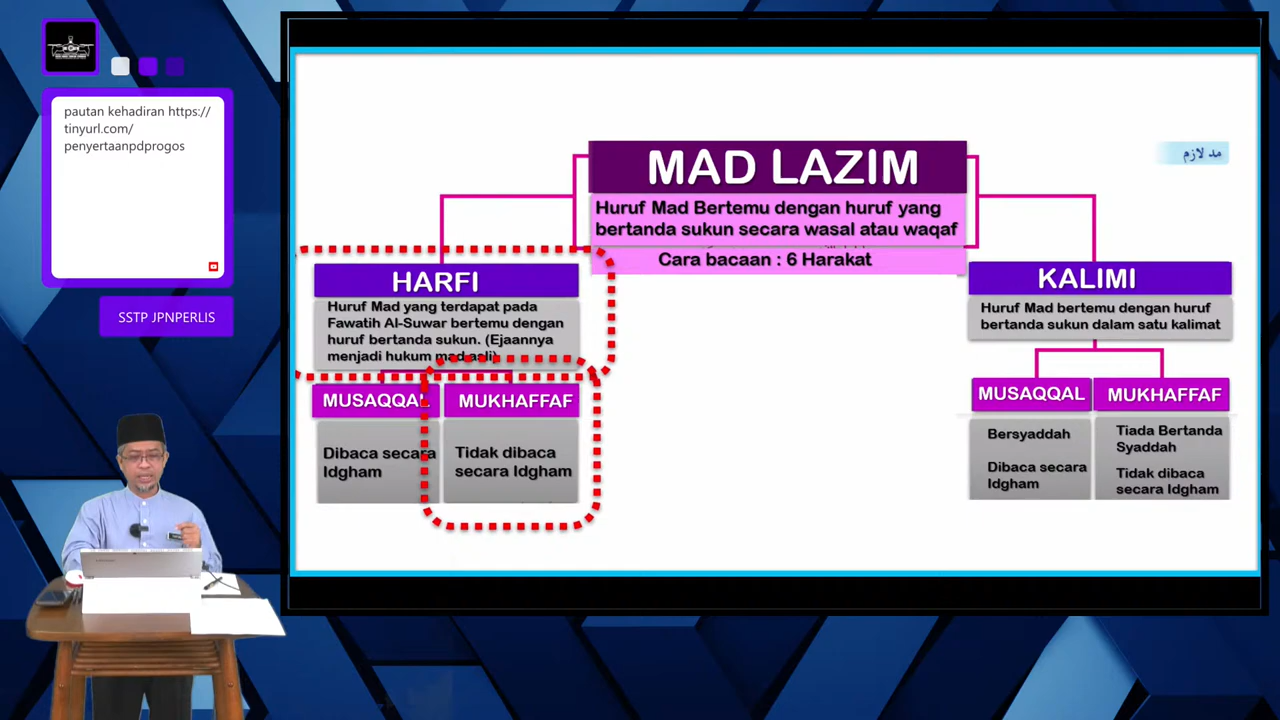 pautan kehadiran https://
tinyurl.com/
penyertaanpdprogos
SSTP JPNPERLIS
MAD LAZIM
Huruf Mad Bertemu dengan huruf yang
bertanda sukun secara wasal atau waqaf
Cara bacaan : 6 Harakat
مد لازم
HARFI
Huruf Mad yang terdapat pada
Fawatih Al-Suwar bertemu dengan
huruf bertanda sukun. (Ejaannya
menjadi hukum mad asli)
MUSAQQAL
Dibaca secara
Idgham
MUKHAFFAF
Tidak dibaca
secara Idgham
KALIMI
Huruf Mad bertemu dengan huruf
bertanda sukun dalam satu kalimat
MUSAQQAL
Bersyaddah
Dibaca secara
Idgham
MUKHAFFAF
Tiada Bertanda
Syaddah
Tidak dibaca
secara Idgham